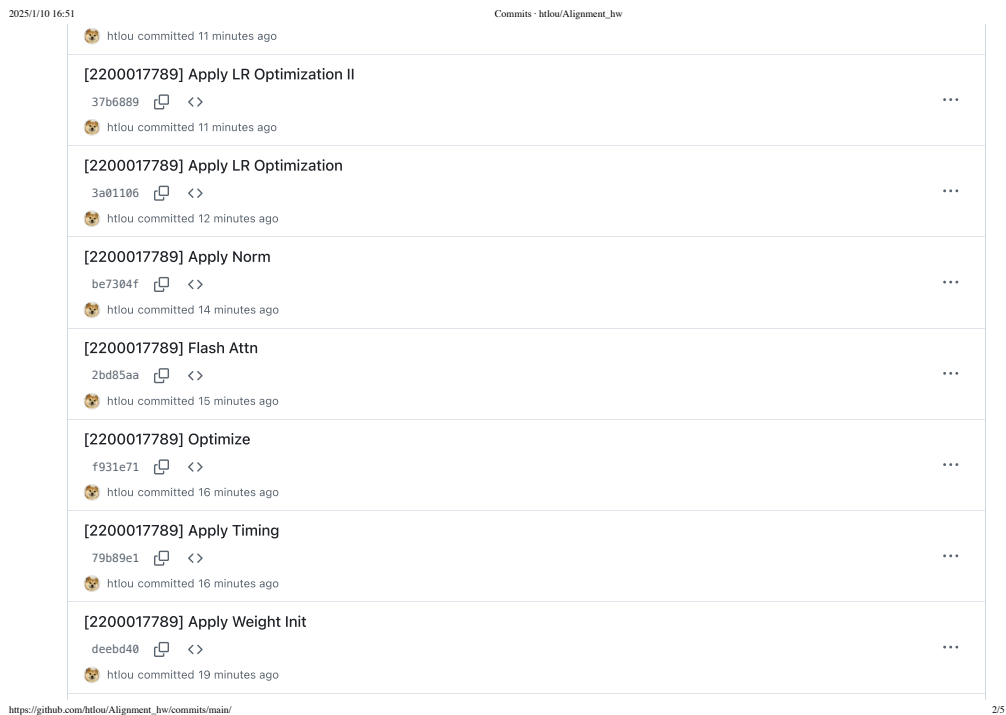 2025/1/10 16:51
Commits · htlou/Alignment_hw
htlou committed 11 minutes ago
[2200017789] Apply LR Optimization II
37b6889
htlou committed 11 minutes ago
[2200017789] Apply LR Optimization
3a01106
htlou committed 12 minutes ago
[2200017789] Apply Norm
be7304f
htlou committed 14 minutes ago
[2200017789] Flash Attn
2bd85aa
htlou committed 15 minutes ago
[2200017789] Optimize
f931e71
htlou committed 16 minutes ago
[2200017789] Apply Timing
79b89e1
htlou committed 16 minutes ago
[2200017789] Apply Weight Init
deebd40
htlou committed 19 minutes ago
https://github.com/htlou/Alignment_hw/commits/main/
2/5